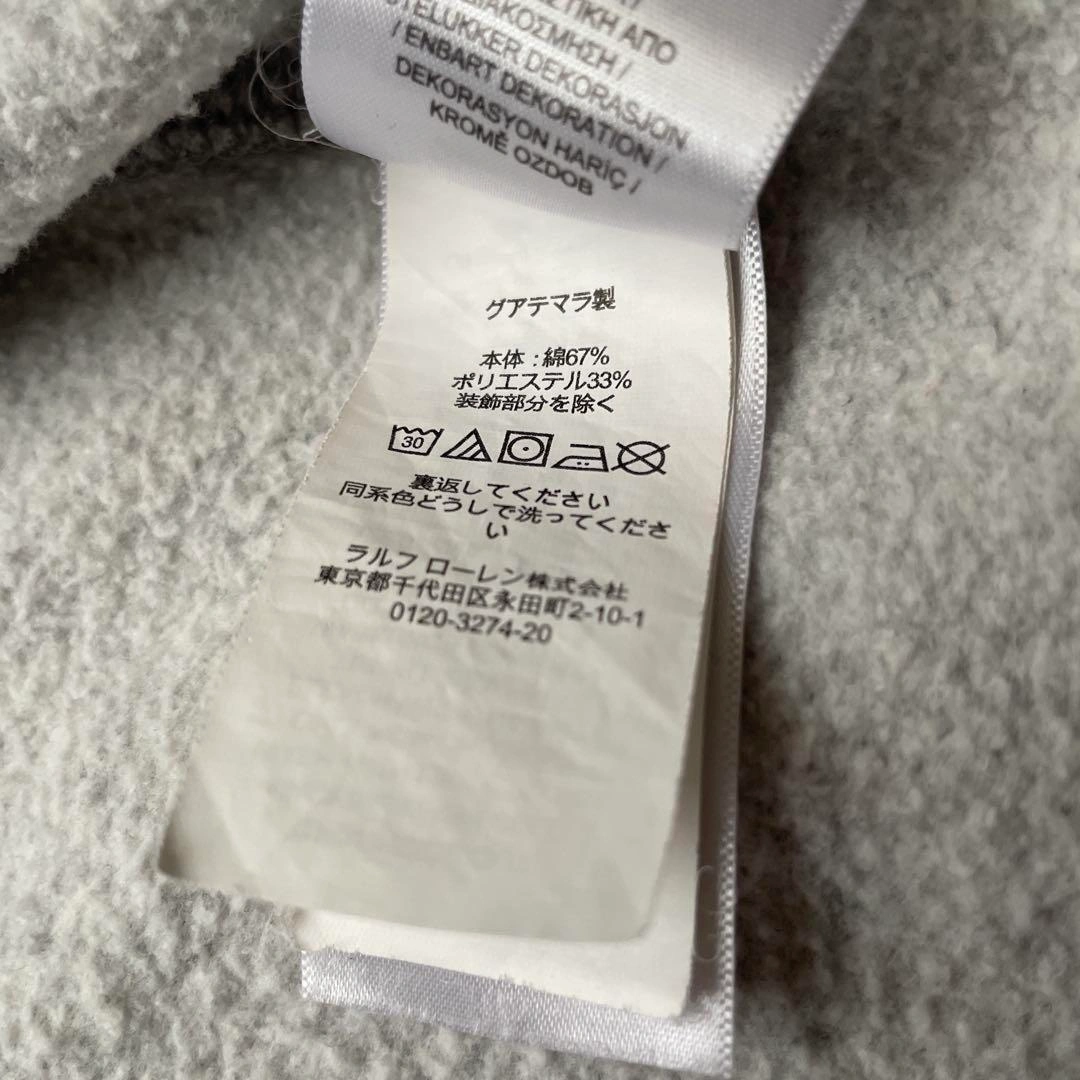 ΔΙΑΚΟΣΜΗΣΗ /
ΑΠΟ
DEKORASJON
/ ENBART DEKORATION /
DEKORASYON HARİÇ /
KROMĚ OZDOB
グアテマラ製
本体 : 綿67%
ポリエステル33%
装飾部分を除く
30
裏返してください
同系色どうしで洗ってくださ
い
ラルフ ローレン株式会社
東京都千代田区永田町2-10-1
0120-3274-20